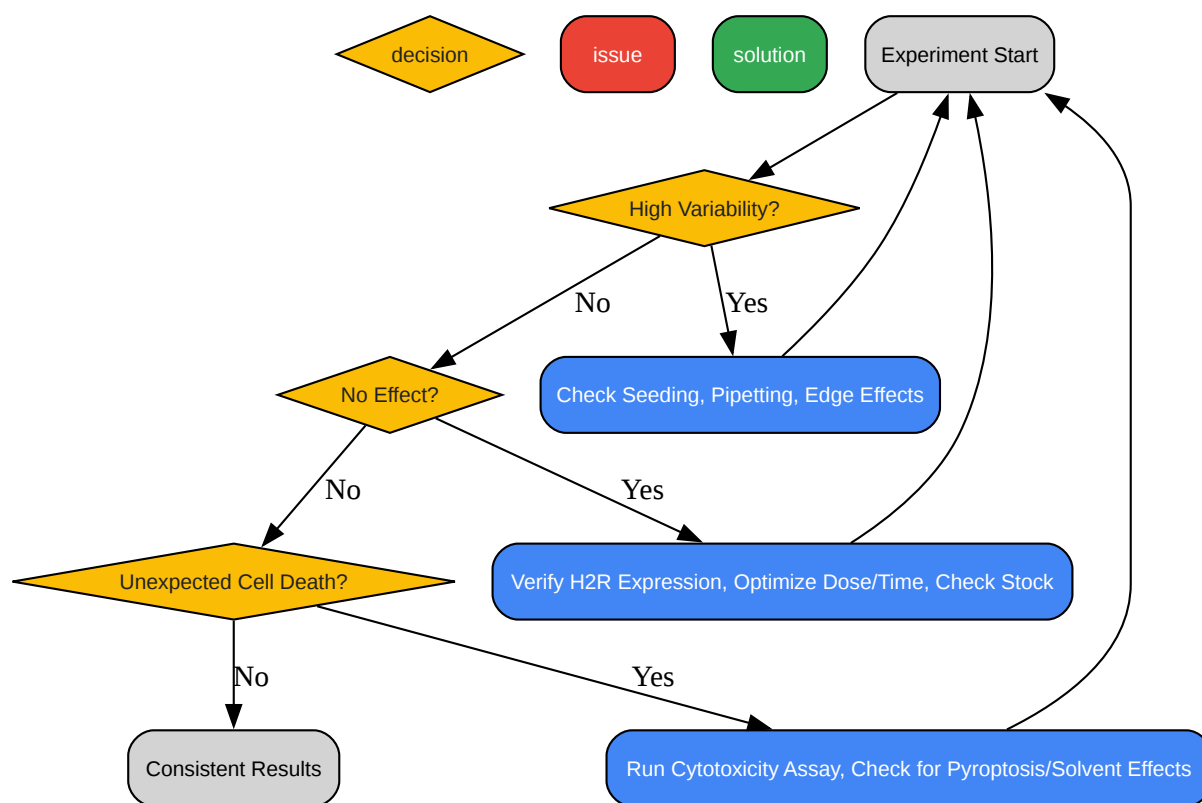 decision
issue
solution
Experiment Start
High Variability?
No
Yes
No Effect?
Check Seeding, Pipetting, Edge Effects
No
Yes
Unexpected Cell Death?
Verify H2R Expression, Optimize Dose/Time, Check Stock
No
Yes
Consistent Results
Run Cytotoxicity Assay, Check for Pyroptosis/Solvent Effects